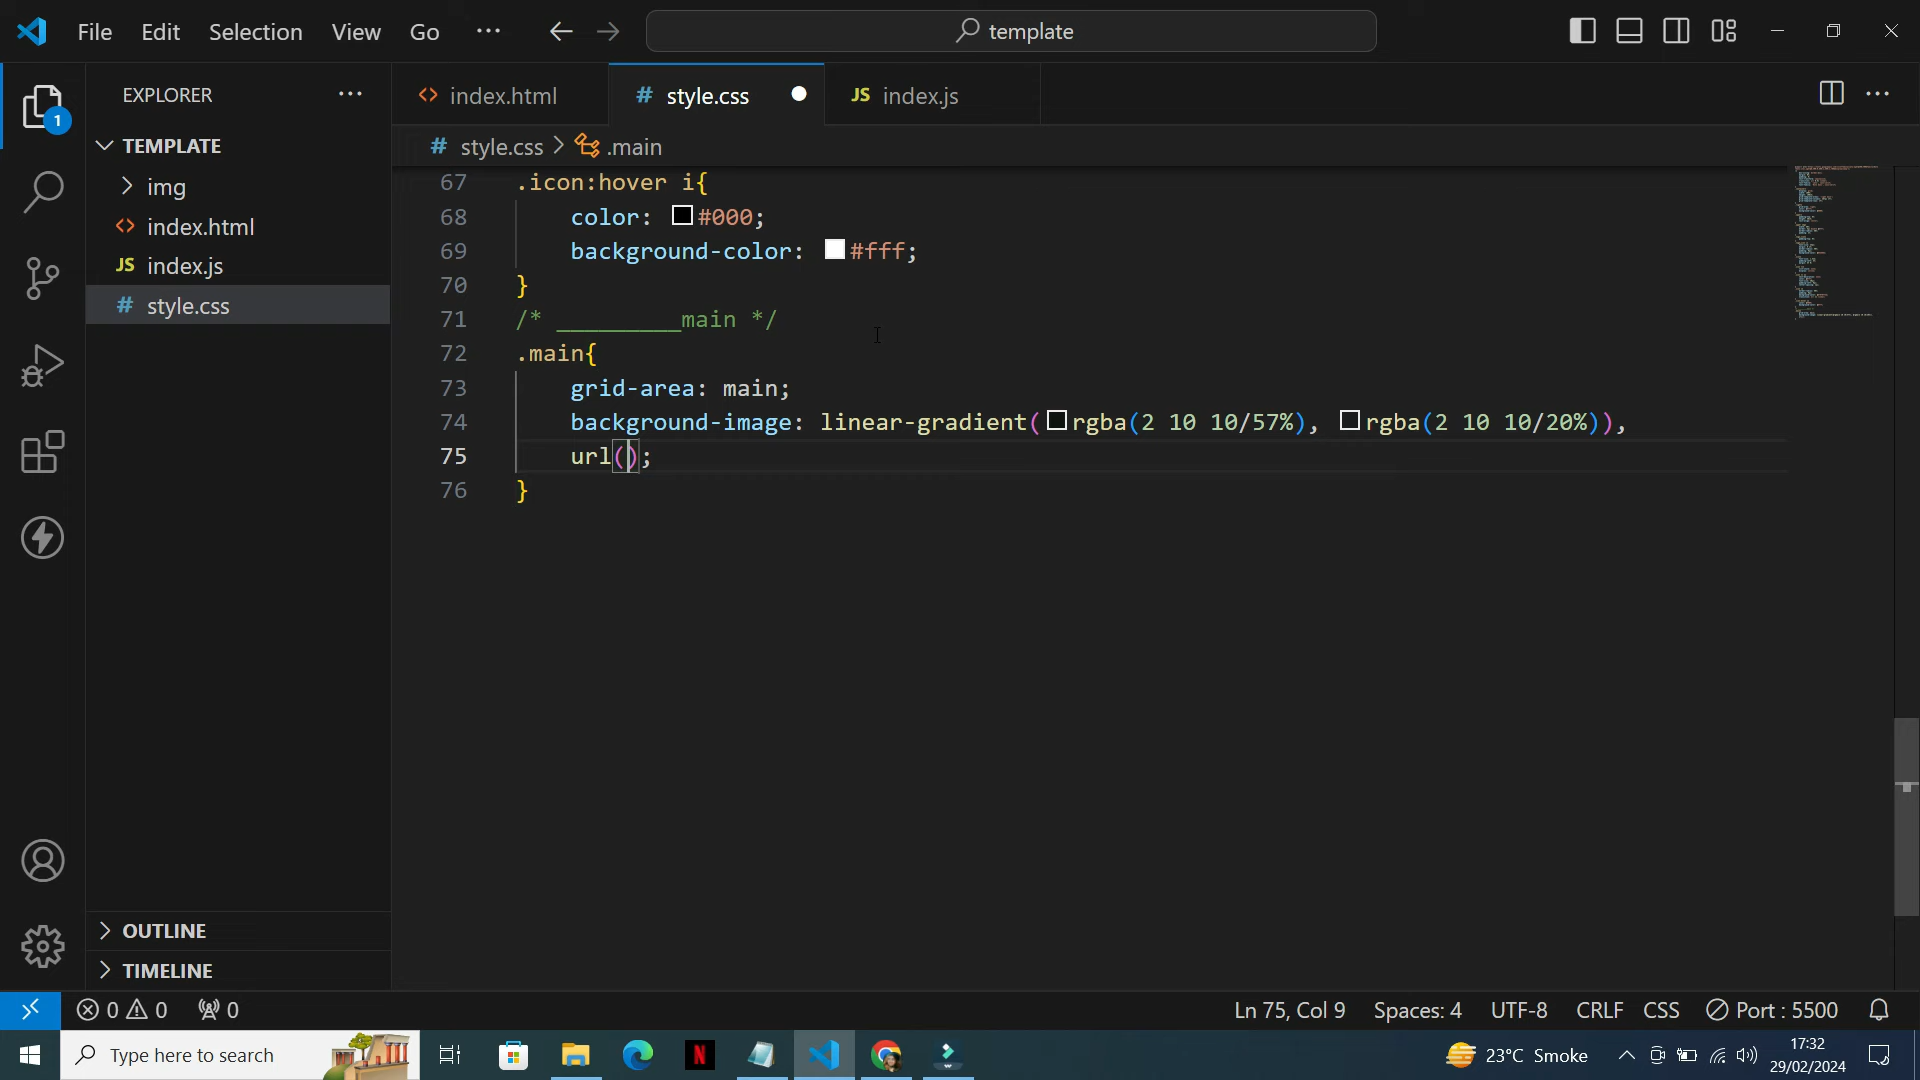 File Edit Selection View Go ··· template
EXPLORER ···
index.html
# style.css
JS index.js
···
1
TEMPLATE
# style.css > .main
img
index.html
JS index.js
# style.css
67 .icon:hover i{
68 color: #000;
69 background-color: #fff;
70 }
71 /* _________main */
72 .main{
73 grid-area: main;
74 background-image: linear-gradient(rgba(2 10 10/57%), rgba(2 10 10/20%)),
75 url();
76 }
OUTLINE
TIMELINE
0 0 0 Ln 75, Col 9 Spaces: 4 UTF-8 CRLF CSS Port : 5500
Type here to search N 23°C Smoke 17:32
29/02/2024